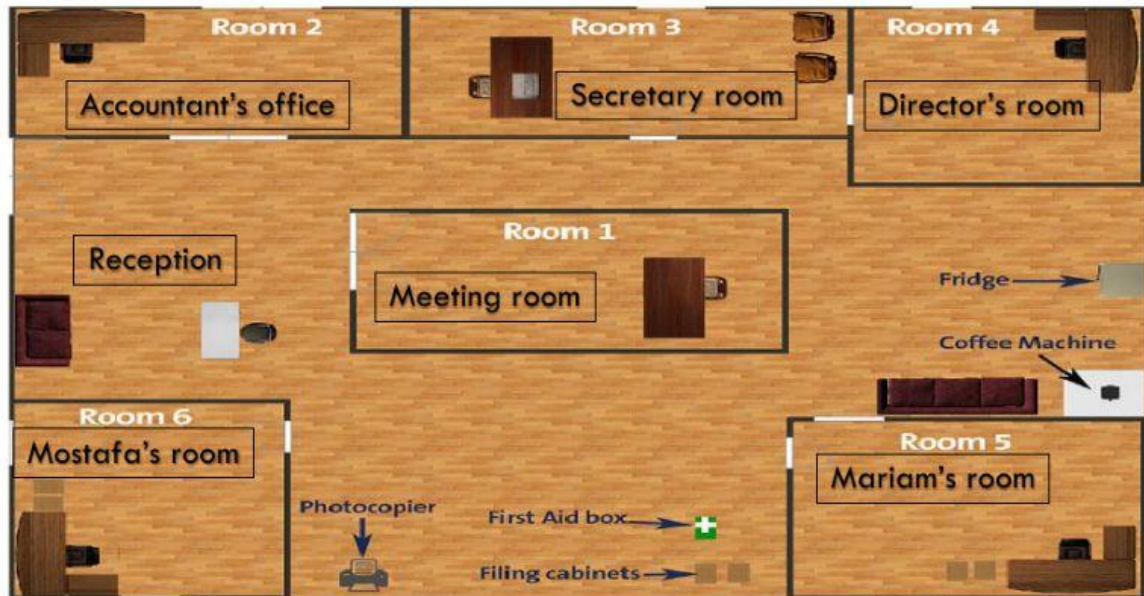 Room 2
Accountant's office
Room 3
Secretary room
Room 4
Director's room
Reception
Room 1
Meeting room
Fridge
Coffee Machine
Room 6
Mostafa's room
Room 5
Mariam's room
Photocopier
First Aid box
Filing cabinets